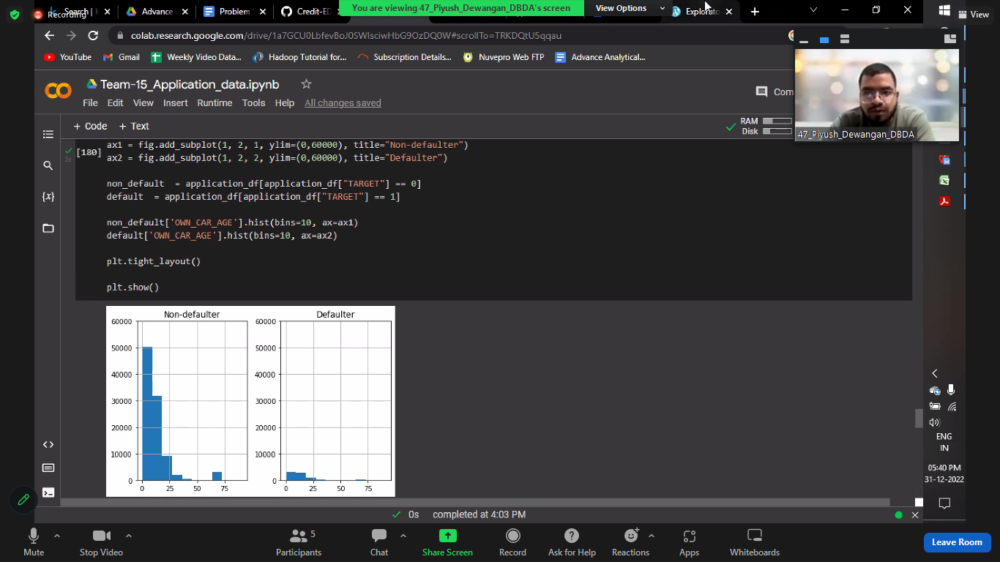 Recording
Search
Advance
Problem
Credit-ED
You are viewing 47_Piyush_Dewangan_DBDA's screen
View Options
Explorato
View
colab.research.google.com/drive/1a7GCU0LbfevBoJ0SWIsciwHbG9OzDQ0W#scrollTo=TRKDQtU5qqau
YouTube
Gmail
Weekly Video Data...
Hadoop Tutorial for...
Subscription Details...
Nuvepro Web FTP
Advance Analytical...
Team-15_Application_data.ipynb
File Edit View Insert Runtime Tools Help All changes saved
Com
47_Piyush_Dewangan_DBDA
+ Code + Text
RAM
Disk
[180]
2s
ax1 = fig.add_subplot(1, 2, 1, ylim=(0,60000), title="Non-defaulter")
ax2 = fig.add_subplot(1, 2, 2, ylim=(0,60000), title="Defaulter")
non_default  = application_df[application_df["TARGET"] == 0]
default  = application_df[application_df["TARGET"] == 1]
non_default['OWN_CAR_AGE'].hist(bins=10, ax=ax1)
default['OWN_CAR_AGE'].hist(bins=10, ax=ax2)
plt.tight_layout()
plt.show()
Non-defaulter
60000
50000
40000
30000
20000
10000
0
0 25 50 75
Defaulter
60000
50000
40000
30000
20000
10000
0
0 25 50 75
ENG
IN
05:40 PM
31-12-2022
0s completed at 4:03 PM
Mute
Stop Video
Participants
5
Chat
Share Screen
Record
Ask for Help
Reactions
Apps
Whiteboards
Leave Room